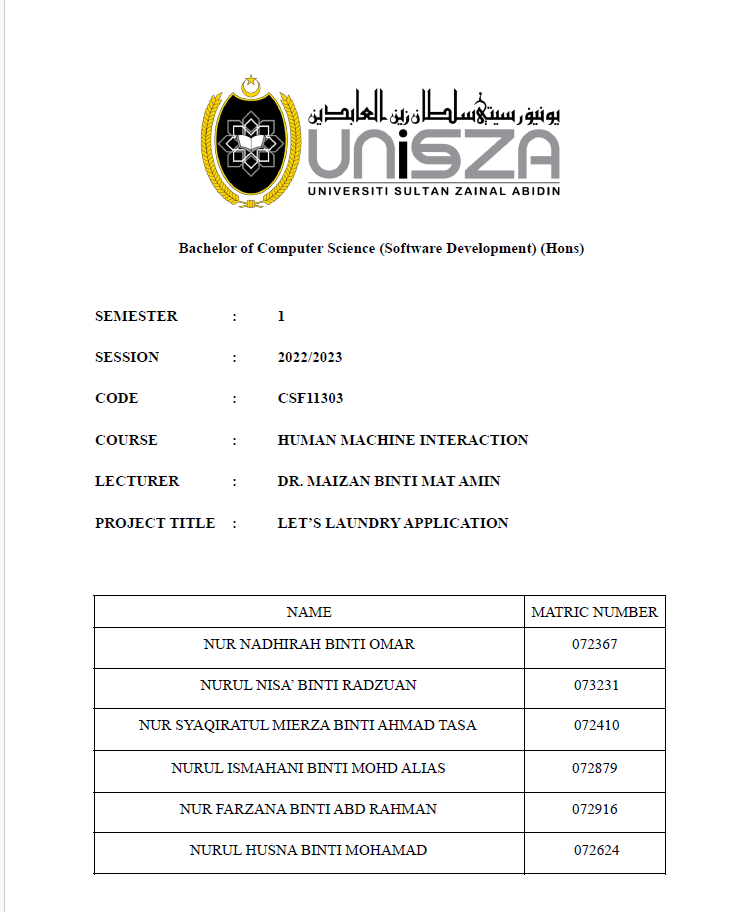 يونيۏرسيتي سلطان زين العابدين
UNiSZA
UNIVERSITI SULTAN ZAINAL ABIDIN
Bachelor of Computer Science (Software Development) (Hons)
SEMESTER : 1
SESSION : 2022/2023
CODE : CSF11303
COURSE : HUMAN MACHINE INTERACTION
LECTURER : DR. MAIZAN BINTI MAT AMIN
PROJECT TITLE : LET’S LAUNDRY APPLICATION
NAME MATRIC NUMBER
NUR NADHIRAH BINTI OMAR 072367
NURUL NISA’ BINTI RADZUAN 073231
NUR SYAQIRATUL MIERZA BINTI AHMAD TASA 072410
NURUL ISMAHANI BINTI MOHD ALIAS 072879
NUR FARZANA BINTI ABD RAHMAN 072916
NURUL HUSNA BINTI MOHAMAD 072624